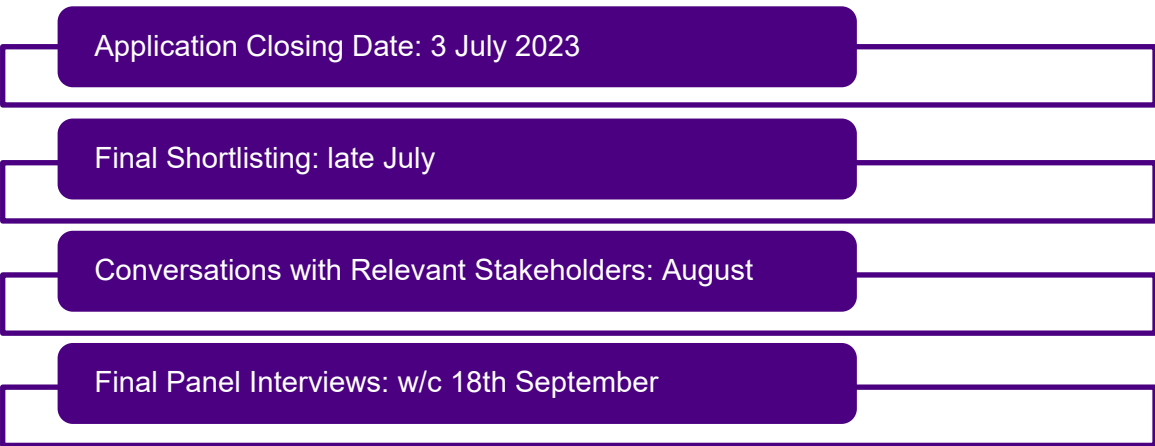 Application Closing Date: 3 July 2023
Final Shortlisting: late July
Conversations with Relevant Stakeholders: August
Final Panel Interviews: w/c 18th September